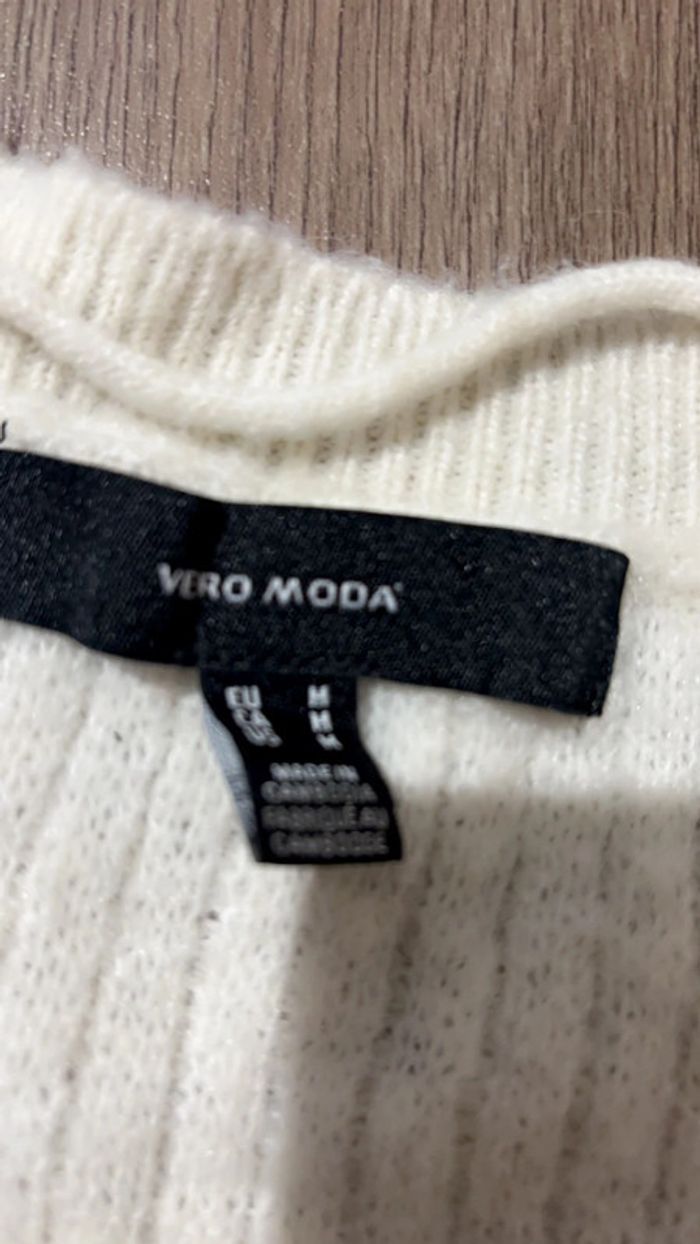 VERO MODA
EU M
CA M
US M
MADE IN
CAMBODIA
FABRIQUÉ AU
CAMBODGE